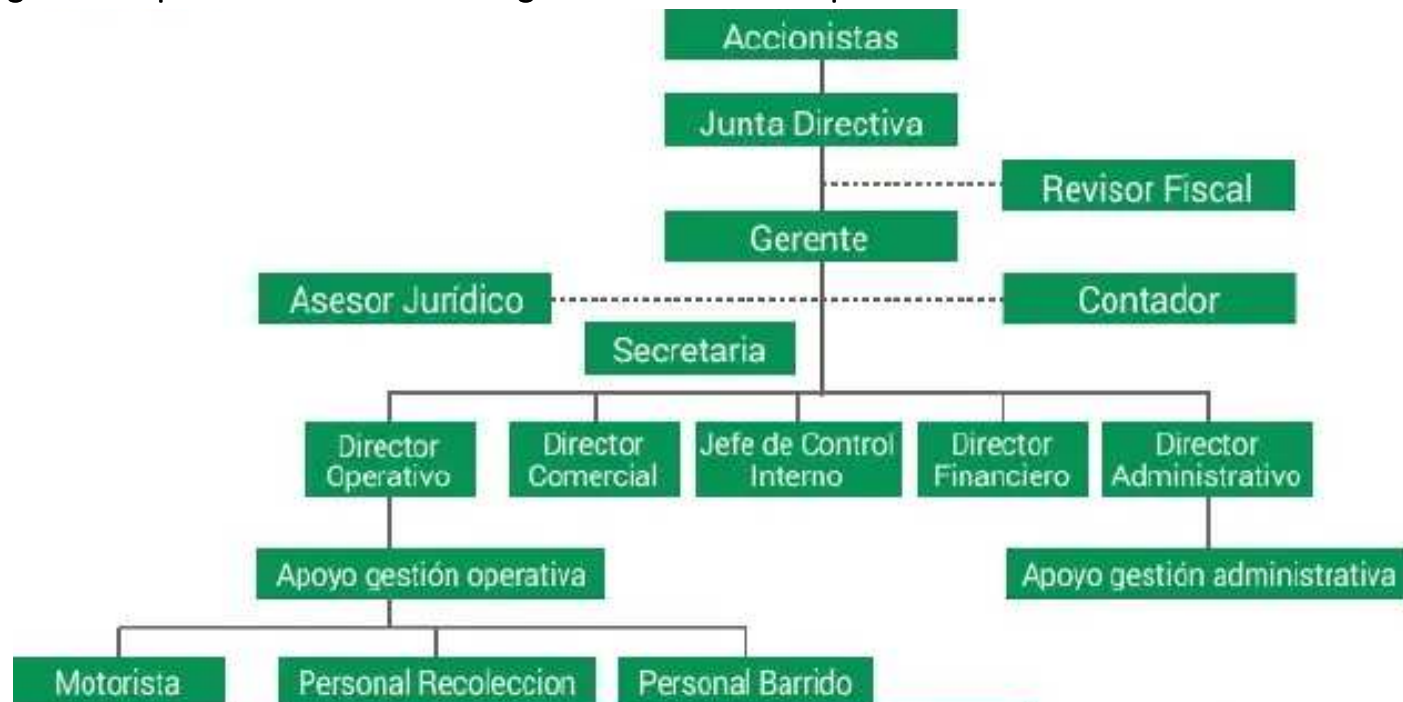 Accionistas
Junta Directiva
Revisor Fiscal
Gerente
Asesor Jurídico
Contador
Secretaria
Director
Operativo
Director
Comercial
Jefe de Control
Interno
Director
Financiero
Director
Administrativo
Apoyo gestión operativa
Apoyo gestión administrativa
Motorista
Personal Recoleccion
Personal Barrido